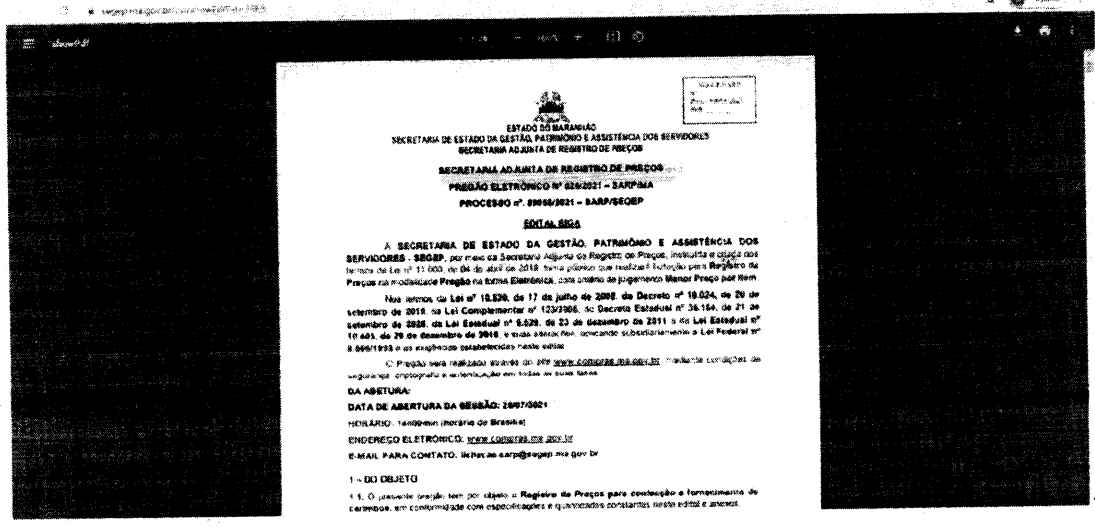 ESTADO DO MARANHÃO
SECRETARIA DE ESTADO DA GESTÃO, PATRIMÔNIO E ASSISTÊNCIA DOS SERVIDORES
SECRETARIA ADJUNTA DE REGISTRO DE PREÇOS
SECRETARIA ADJUNTA DE REGISTRO DE PREÇOS
PREGÃO ELETRÔNICO Nº 029/2021 – SARP/MA
PROCESSO nº. – SARP/SEGEP
EDITAL SIGA
A SECRETARIA DE ESTADO DA GESTÃO, PATRIMÔNIO E ASSISTÊNCIA DOS
SERVIDORES - SEGEP, por meio da Secretaria Adjunta de Registro de Preços, instituída e criada nos
termos da Lei nº 11.000, de 04 de abril de 2019, torna público que realizará licitação para Registro de
Preços na modalidade Pregão na forma Eletrônica, com critério de julgamento Menor Preço por Item.
Nos termos da Lei nº 10.520, de 17 de julho de 2002, do Decreto nº 10.024, de 20 de
setembro de 2019, na Lei Complementar nº 123/2006, do Decreto Estadual nº 36.184, de 21 de
setembro de 2020, da Lei Estadual nº 9.529, de 23 de dezembro de 2011 e da Lei Estadual nº
10.403, de 29 de dezembro de 2015, e suas alterações, aplicando subsidiariamente a Lei Federal nº
8.666/1993 e as exigências estabelecidas neste edital.
O Pregão será realizado através do site www.compras.ma.gov.br, mediante condições de
segurança, criptografia e autenticação em todas as suas fases.
DA ABETURA:
DATA DE ABERTURA DA SESSÃO: /07/2021
HORÁRIO: 14h00min (horário de Brasília)
ENDEREÇO ELETRÔNICO: www.compras.ma.gov.br
E-MAIL PARA CONTATO: licitacao.sarp@segep.ma.gov.br
1 – DO OBJETO
1.1. O presente pregão tem por objeto o Registro de Preços para confecção e fornecimento de
carimbos, em conformidade com especificações e quantidades constantes neste edital e anexos.